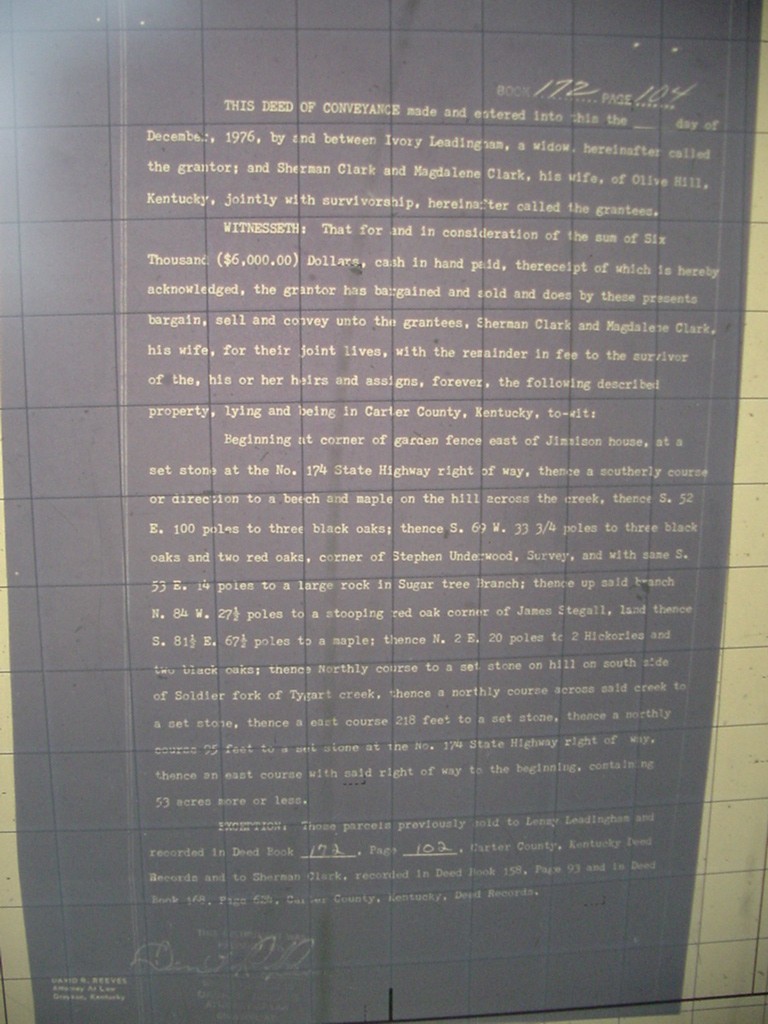 BOOK 172 PAGE 104
THIS DEED OF CONVEYANCE made and entered into this the ___ day of
December, 1976, by and between Ivory Leadingham, a widow, hereinafter called
the grantor; and Sherman Clark and Magdalene Clark, his wife, of Olive Hill,
Kentucky, jointly with survivorship, hereinafter called the grantees.
WITNESSETH: That for and in consideration of the sum of Six
Thousand ($6,000.00) Dollars, cash in hand paid, thereceipt of which is hereby
acknowledged, the grantor has bargained and sold and does by these presents
bargain, sell and convey unto the grantees, Sherman Clark and Magdalene Clark,
his wife, for their joint lives, with the remainder in fee to the survivor
of the, his or her heirs and assigns, forever, the following described
property, lying and being in Carter County, Kentucky, to-wit:
Beginning at corner of garden fence east of Jimison house, at a
set stone at the No. 174 State Highway right of way, thence a southerly course
or direction to a beech and maple on the hill across the creek, thence S. 52
E. 100 poles to three black oaks; thence S. 69 W. 33 3/4 poles to three black
oaks and two red oaks, corner of Stephen Underwood, Survey, and with same S.
53 E. 14 poles to a large rock in Sugar tree Branch; thence up said branch
N. 84 W. 27½ poles to a stooping red oak corner of James Stegall, land thence
S. 81½ E. 67½ poles to a maple; thence N. 2 E. 20 poles to 2 Hickories and
two black oaks; thence Northly course to a set stone on hill on south side
of Soldier fork of Tygart creek, thence a northly course across said creek to
a set stone, thence a east course 218 feet to a set stone, thence a northly
course 95 feet to a set stone at the No. 174 State Highway right of way,
thence an east course with said right of way to the beginning, containing
53 acres more or less.
EXCEPTION: Those parcels previously sold to Lenzy Leadingham and
recorded in Deed Book 172, Page 102, Carter County, Kentucky Deed
Records and to Sherman Clark, recorded in Deed Book 158, Page 93 and in Deed
Book 168, Page Carter County, Kentucky, Deed Records.
DAVID R. REEVES
Attorney At Law
Grayson, Kentucky